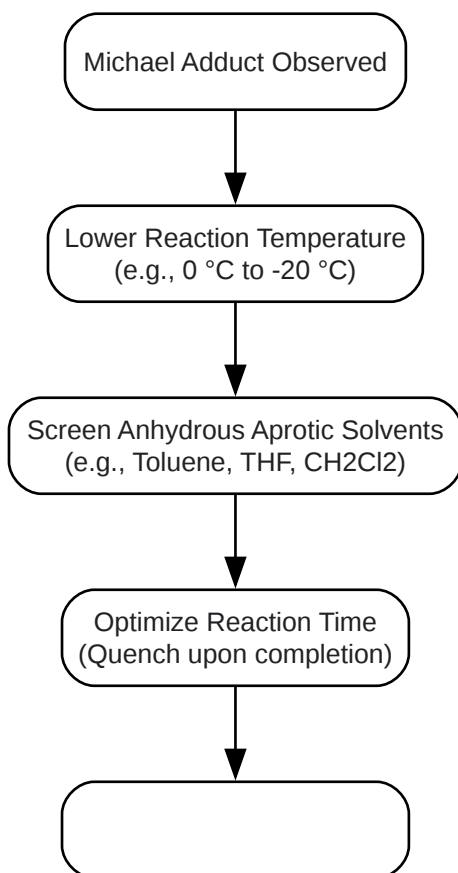 Michael Adduct Observed
Lower Reaction Temperature
(e.g., 0 °C to -20 °C)
Screen Anhydrous Aprotic Solvents
(e.g., Toluene, THF, CH2Cl2)
Optimize Reaction Time
(Quench upon completion)